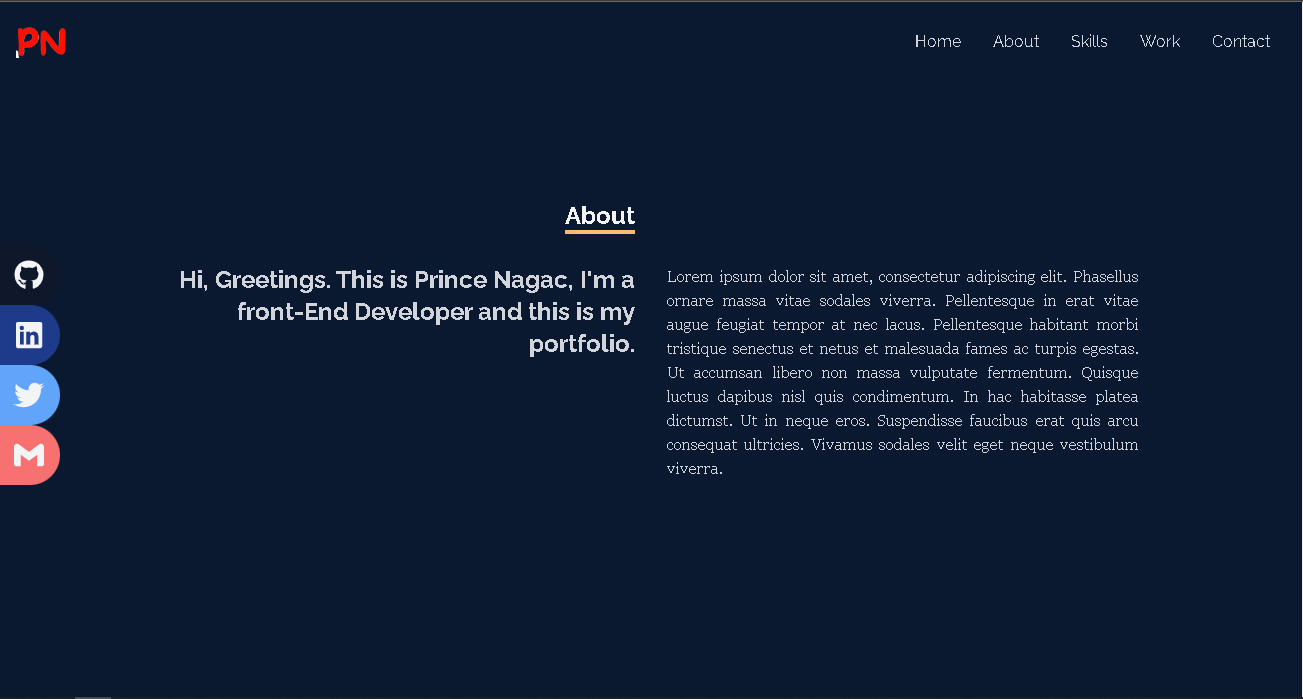 PN
Home
About
Skills
Work
Contact
About
Hi, Greetings. This is Prince Nagac, I'm a
front-End Developer and this is my
portfolio.
Lorem ipsum dolor sit amet, consectetur adipiscing elit. Phasellus
ornare massa vitae sodales viverra. Pellentesque in erat vitae
augue feugiat tempor at nec lacus. Pellentesque habitant morbi
tristique senectus et netus et malesuada fames ac turpis egestas.
Ut accumsan libero non massa vulputate fermentum. Quisque
luctus dapibus nisl quis condimentum. In hac habitasse platea
dictumst. Ut in neque eros. Suspendisse faucibus erat quis arcu
consequat ultricies. Vivamus sodales velit eget neque vestibulum
viverra.
in